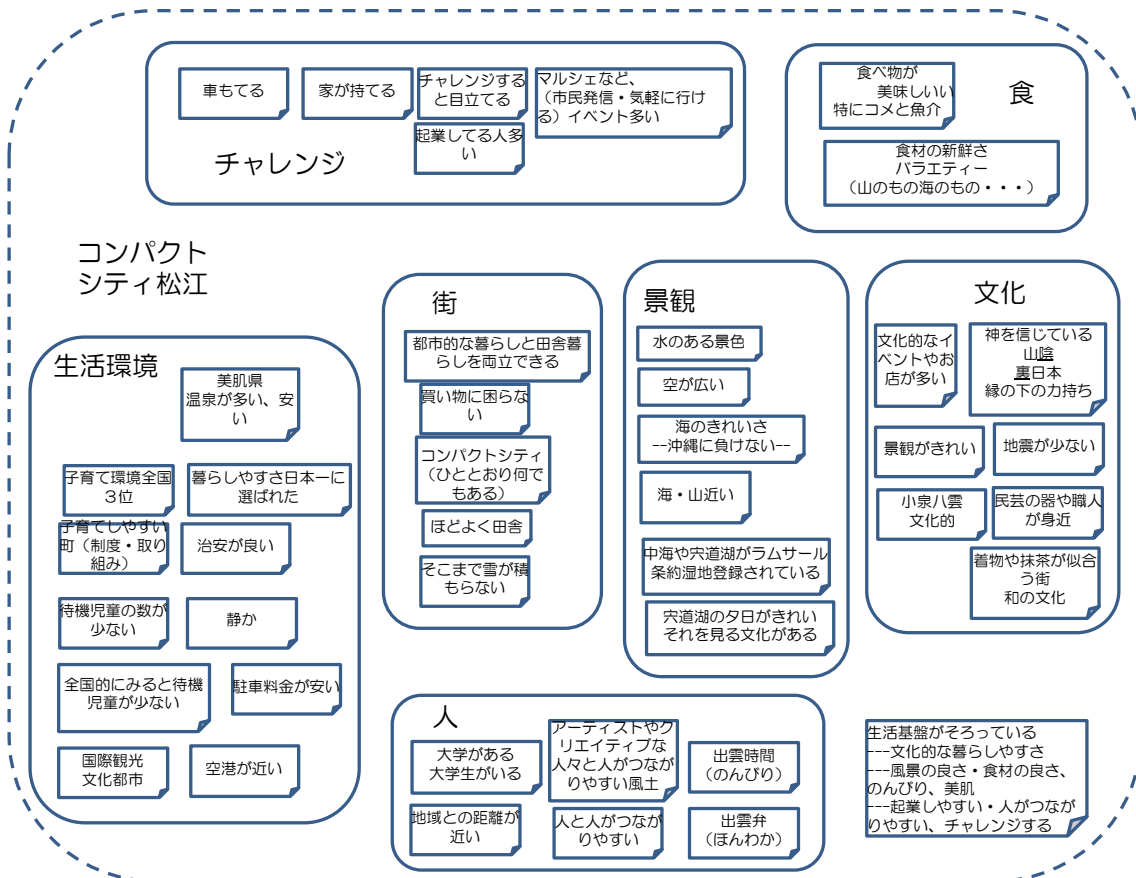 車もてる
家が持てる
チャレンジする
と目立てる
マルシェなど、
（市民発信・気軽に行け
る）イベント多い
起業してる人多
い
チャレンジ
食べ物が
美味しいい
特にコメと魚介
食
食材の新鮮さ
バラエティー
（山のもの海のもの・・・）
コンパクト
シティ松江
生活環境
美肌県
温泉が多い、安
い
子育て環境全国
３位
暮らしやすさ日本一に
選ばれた
子育てしやすい
町（制度・取り
組み）
治安が良い
待機児童の数が
少ない
静か
全国的にみると待機
児童が少ない
駐車料金が安い
国際観光
文化都市
空港が近い
街
都市的な暮らしと田舎暮
らしを両立できる
買い物に困らな
い
コンパクトシティ
（ひととおり何で
もある）
ほどよく田舎
そこまで雪が積
もらない
景観
水のある景色
空が広い
海のきれいさ
--沖縄に負けない--
海・山近い
中海や宍道湖がラムサール
条約湿地登録されている
宍道湖の夕日がきれい
それを見る文化がある
文化
文化的なイ
ベントやお
店が多い
神を信じている
山陰
裏日本
縁の下の力持ち
景観がきれい
地震が少ない
小泉八雲
文化的
民芸の器や職人
が身近
着物や抹茶が似合
う街
和の文化
人
大学がある
大学生がいる
アーティストやク
リエイティブな
人々と人がつなが
りやすい風土
出雲時間
（のんびり）
地域との距離が
近い
人と人がつなが
りやすい
出雲弁
（ほんわか）
生活基盤がそろっている
---文化的な暮らしやすさ
---風景の良さ・食材の良さ、
のんびり、美肌
---起業しやすい・人がつなが
りやすい、チャレンジする